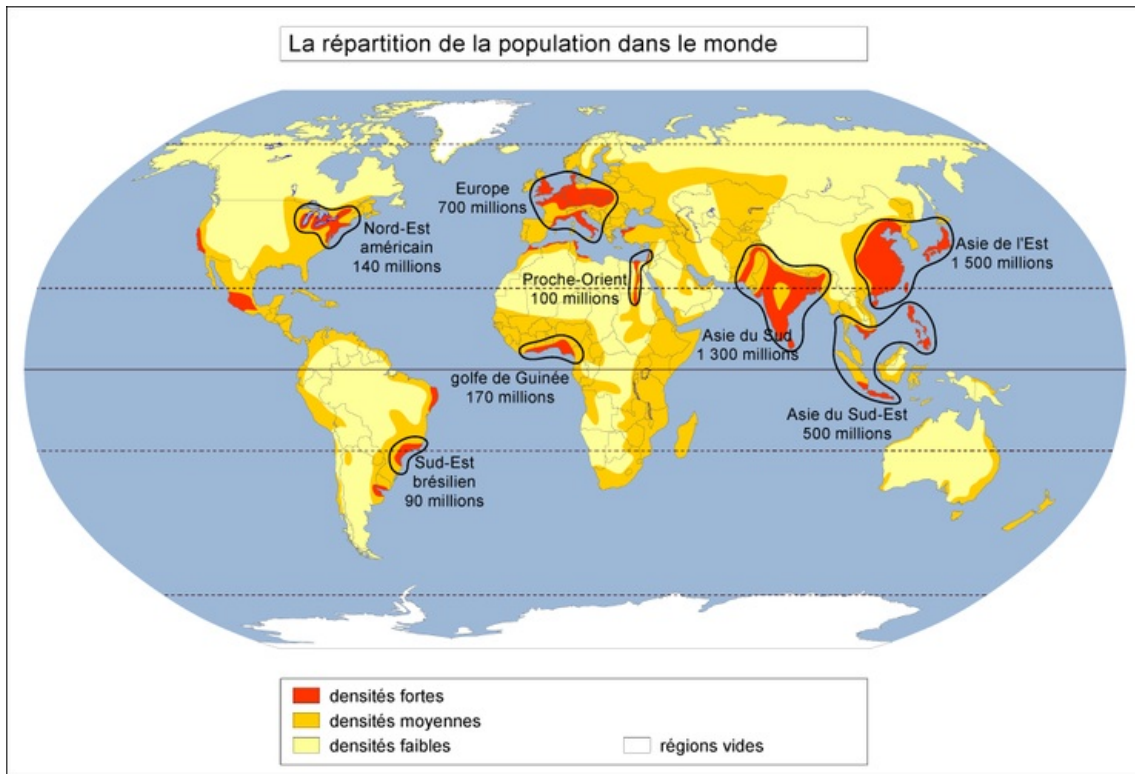 La répartition de la population dans le monde
Europe
700 millions
Nord-Est
américain
140 millions
Asie de l'Est
1 500 millions
Proche-Orient
100 millions
Asie du Sud
1 300 millions
golfe de Guinée
170 millions
Asie du Sud-Est
500 millions
Sud-Est
brésilien
90 millions
densités fortes
densités moyennes
densités faibles
régions vides